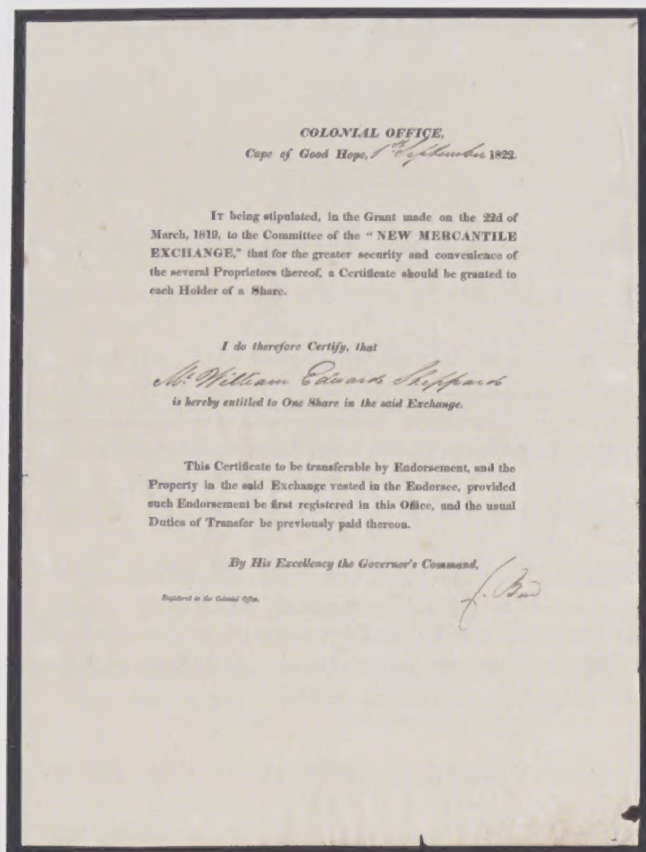 COLONIAL OFFICE,
Cape of Good Hope, 1st September 1822.
IT being stipulated, in the Grant made on the 22d of
March, 1819, to the Committee of the "NEW MERCANTILE
EXCHANGE," that for the greater security and convenience of
the several Proprietors thereof, a Certificate should be granted to
each Holder of a Share.
I do therefore Certify, that
Mr William Edward Sheppard
is hereby entitled to One Share in the said Exchange.
This Certificate to be transferable by Endorsement, and the
Property in the said Exchange vested in the Endorsee, provided
such Endorsement be first registered in this Office, and the usual
Duties of Transfer be previously paid thereon.
By His Excellency the Governor's Command,
Registered in the Colonial Office.